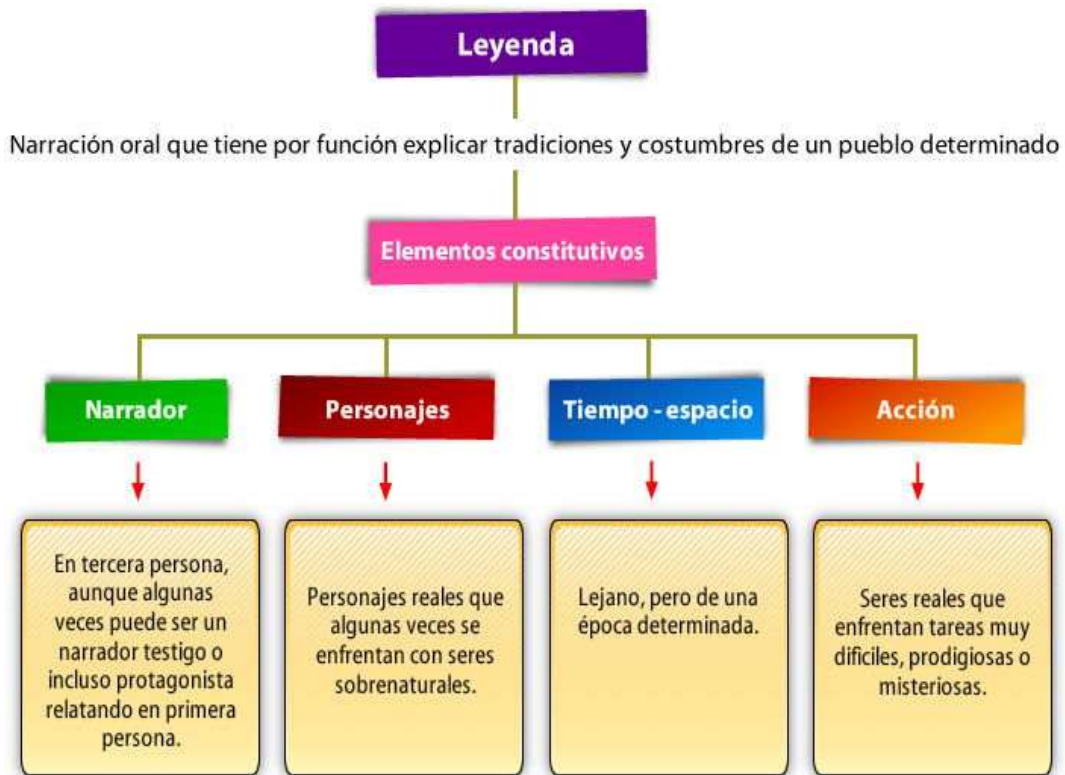 Leyenda
Narración oral que tiene por función explicar tradiciones y costumbres de un pueblo determinado
Elementos constitutivos
Narrador
Personajes
Tiempo - espacio
Acción
En tercera persona,
aunque algunas
veces puede ser un
narrador testigo o
incluso protagonista
relatando en primera
persona.
Personajes reales que
algunas veces se
enfrentan con seres
sobrenaturales.
Lejano, pero de una
época determinada.
Seres reales que
enfrentan tareas muy
dificiles, prodigiosas o
misteriosas.